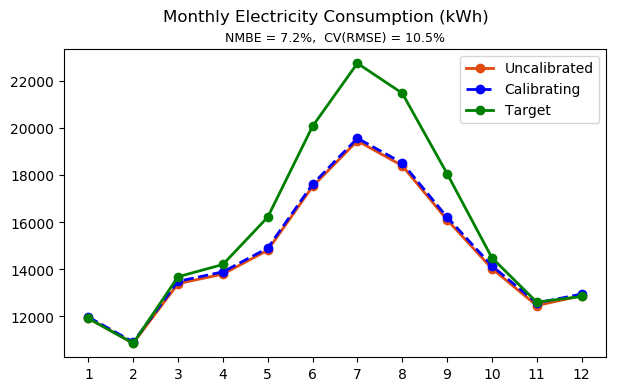 Monthly Electricity Consumption (kWh)
NMBE = 7.2%, CV(RMSE) = 10.5%
Uncalibrated
Calibrating
Target
22000
20000
18000
16000
14000
12000
1 2 3 4 5 6 7 8 9 10 11 12